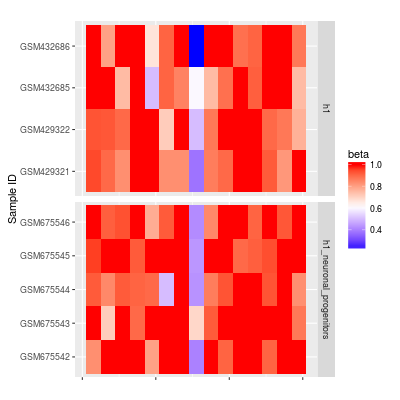 Sample ID
GSM432686
GSM432685
GSM429322
GSM429321
h1
GSM675546
GSM675545
GSM675544
GSM675543
GSM675542
h1_neuronal_progenitors
beta
1.0
0.8
0.6
0.4